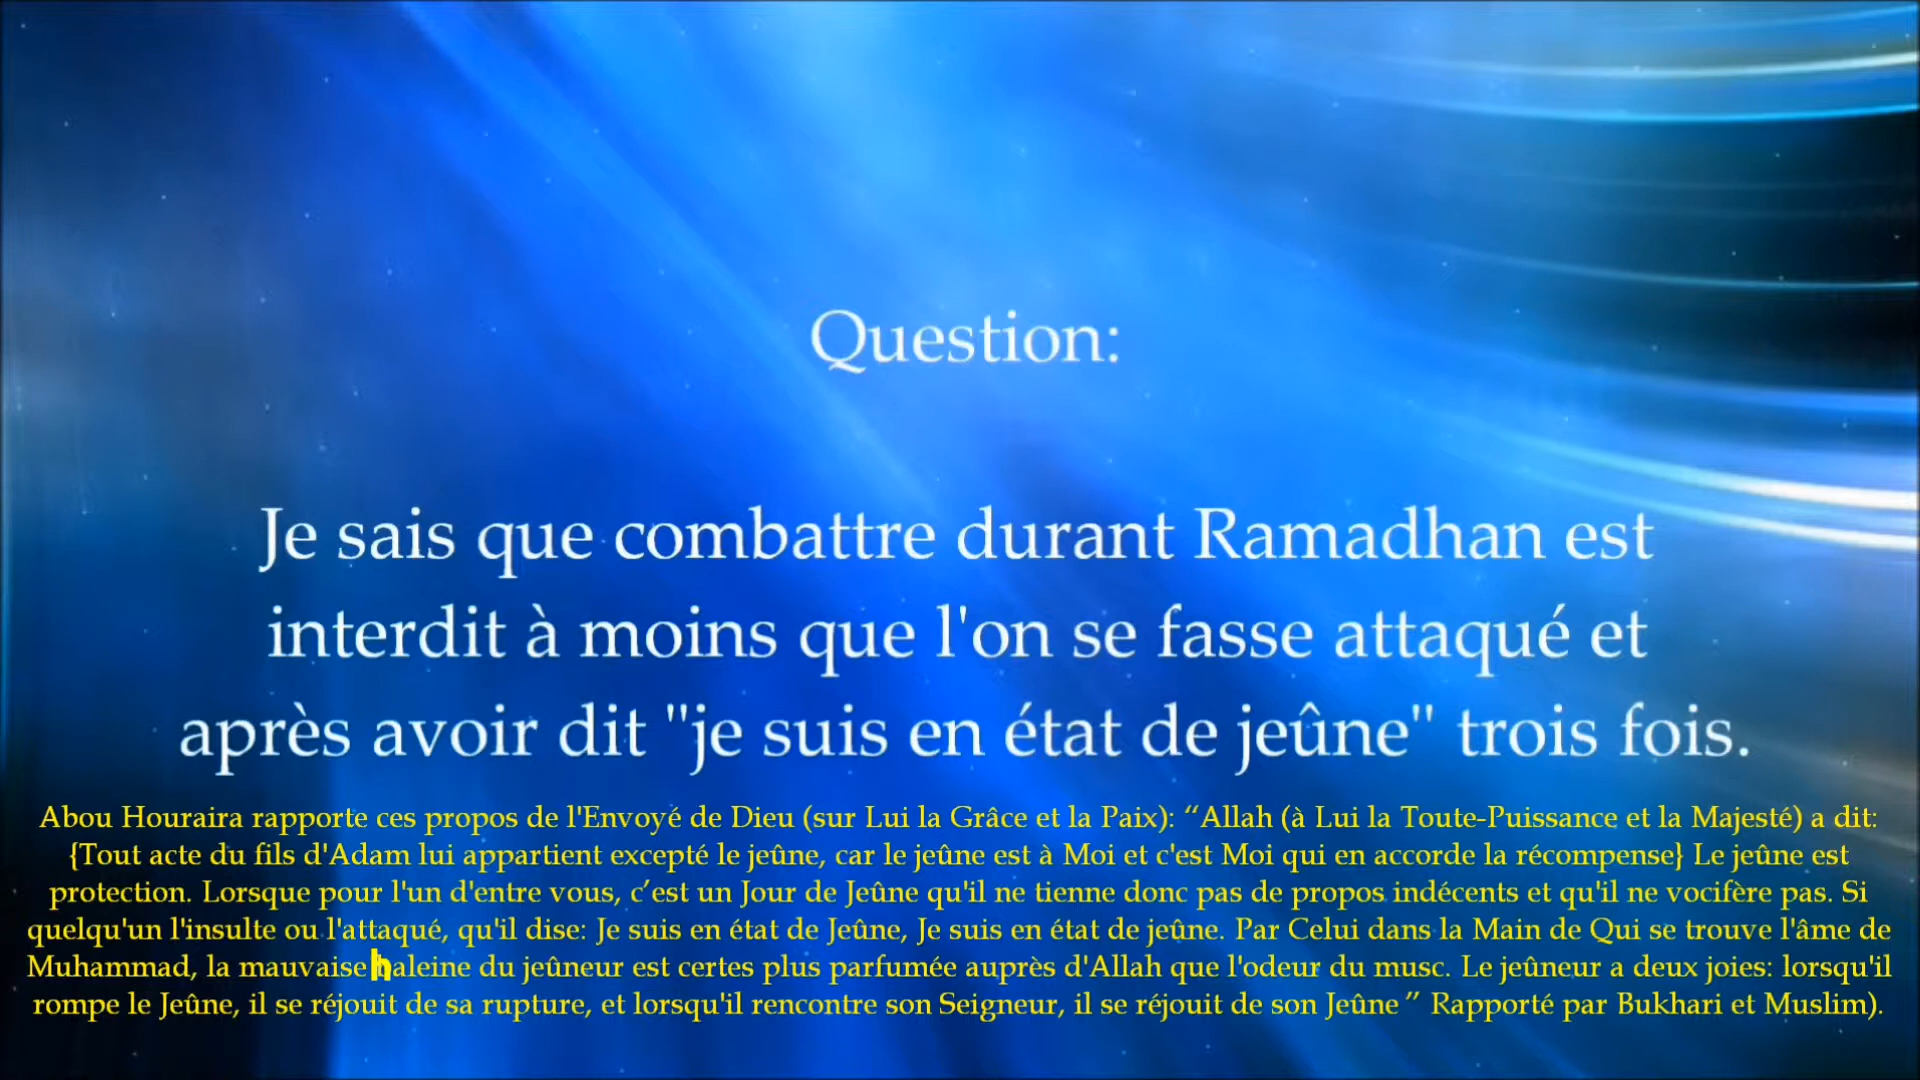 Question:
Je sais que combattre durant Ramadhan est
interdit à moins que l'on se fasse attaqué et
après avoir dit "je suis en état de jeûne" trois fois.
Abou Houraira rapporte ces propos de l'Envoyé de Dieu (sur Lui la Grâce et la Paix): “Allah (à Lui la Toute-Puissance et la Majesté) a dit:
{Tout acte du fils d'Adam lui appartient excepté le jeûne, car le jeûne est à Moi et c'est Moi qui en accorde la récompense} Le jeûne est
protection. Lorsque pour l'un d'entre vous, c’est un Jour de Jeûne qu'il ne tienne donc pas de propos indécents et qu'il ne vocifère pas. Si
quelqu'un l'insulte ou l'attaqué, qu'il dise: Je suis en état de Jeûne, Je suis en état de jeûne. Par Celui dans la Main de Qui se trouve l'âme de
Muhammad, la mauvaise haleine du jeûneur est certes plus parfumée auprès d'Allah que l'odeur du musc. Le jeûneur a deux joies: lorsqu'il
rompe le Jeûne, il se réjouit de sa rupture, et lorsqu'il rencontre son Seigneur, il se réjouit de son Jeûne ” Rapporté par Bukhari et Muslim).